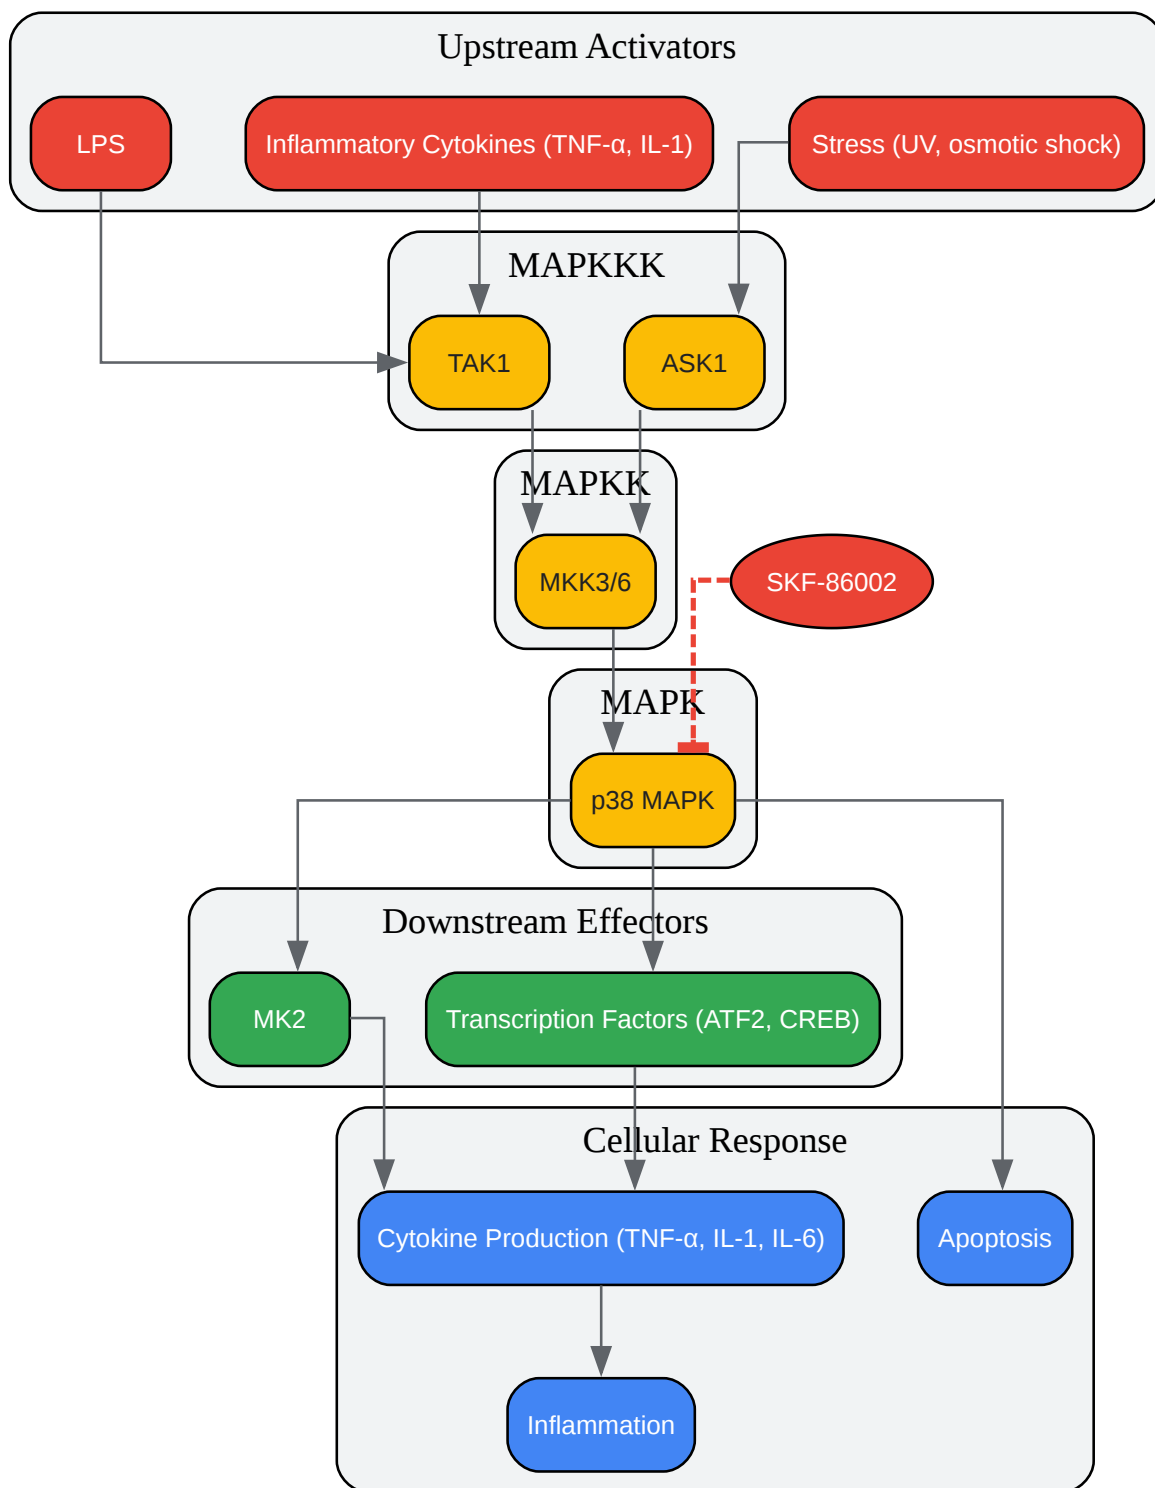 Upstream Activators
LPS
Inflammatory Cytokines (TNF-α, IL-1)
Stress (UV, osmotic shock)
MAPKKK
TAK1
ASK1
MAPKK
MKK3/6
SKF-86002
MAPK
p38 MAPK
Downstream Effectors
MK2
Transcription Factors (ATF2, CREB)
Cellular Response
Cytokine Production (TNF-α, IL-1, IL-6)
Apoptosis
Inflammation